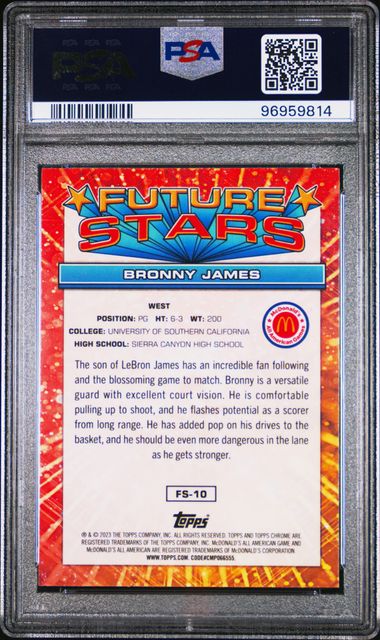 PSA
PSA
96959814
FUTURE
STARS
BRONNY JAMES
WEST
POSITION: PG HT: 6-3 WT: 200
COLLEGE: UNIVERSITY OF SOUTHERN CALIFORNIA
HIGH SCHOOL: SIERRA CANYON HIGH SCHOOL
McDonald's
All American Games
The son of LeBron James has an incredible fan following
and the blossoming game to match. Bronny is a versatile
guard with excellent court vision. He is comfortable
pulling up to shoot, and he flashes potential as a scorer
from long range. He has added pop on his drives to the
basket, and he should be even more dangerous in the lane
as he gets stronger.
FS-10
Topps
® & © 2023 THE TOPPS COMPANY, INC. ALL RIGHTS RESERVED. TOPPS AND TOPPS CHROME ARE
REGISTERED TRADEMARKS OF THE TOPPS COMPANY, INC. McDONALD'S ALL AMERICAN GAME AND
McDONALD'S ALL AMERICAN ARE REGISTERED TRADEMARKS OF McDONALD'S CORPORATION
WWW.TOPPS.COM. CODE#CMP066555